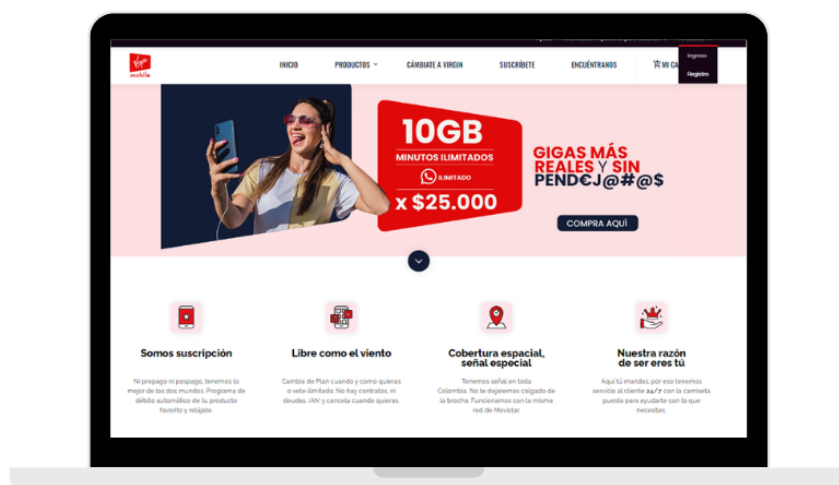 Ingreso
Registro
Virgin
mobile
INICIO
PRODUCTOS
CÁMBIATE A VIRGIN
SUSCRÍBETE
ENCUÉNTRANOS
MI CA
10GB
MINUTOS ILIMITADOS
ILIMITADO
x $25.000
GIGAS MÁS
REALES Y SIN
PEND€J@#@$
COMPRA AQUÍ
Somos suscripción
Ni prepago ni pospago, tenemos lo
mejor de los dos mundos. Programa de
débito automático de tu producto
favorito y relájate.
Libre como el viento
Cambia de Plan cuando y como quieras
o vete ilimitado. No hay contratos, ni
deudas. ¡AH! y cancela cuando quieras.
Cobertura espacial,
señal especial
Tenemos señal en toda
Colombia. No te dejaremos colgado de
la brocha. Funcionamos con la misma
red de Movistar.
Nuestra razón
de ser eres tú
Aquí tú mandas, por eso tenemos
servicio al cliente 24/7 con la camiseta
puesta para ayudarte con lo que
necesites.